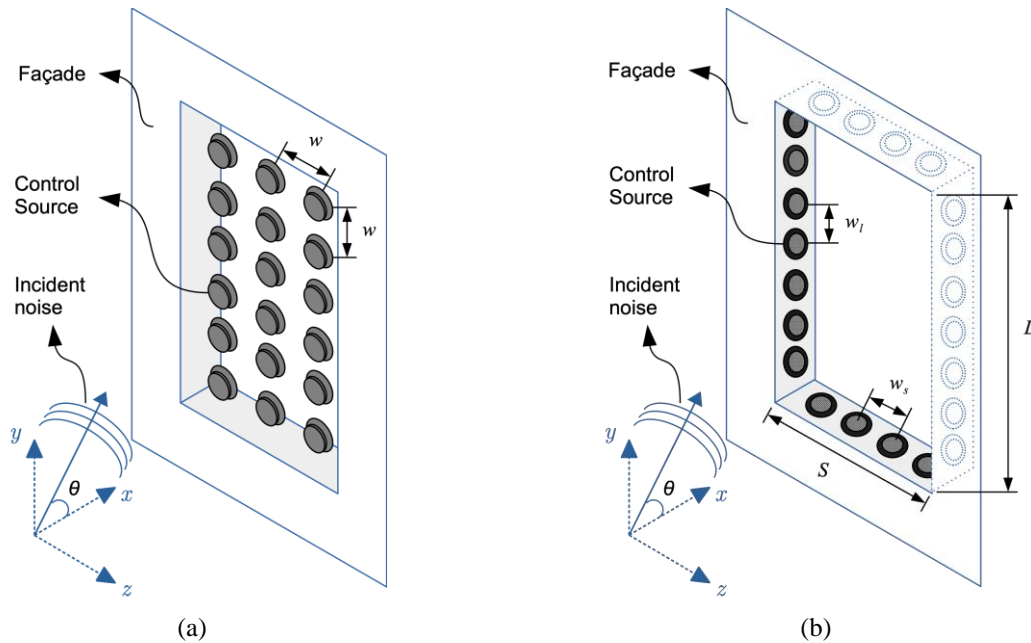 Façade
Control
Source
Incident
noise
w
w
y
θ
x
z
(a)
Façade
Control
Source
Incident
noise
w_l
w_s
S
L
y
θ
x
z
(b)